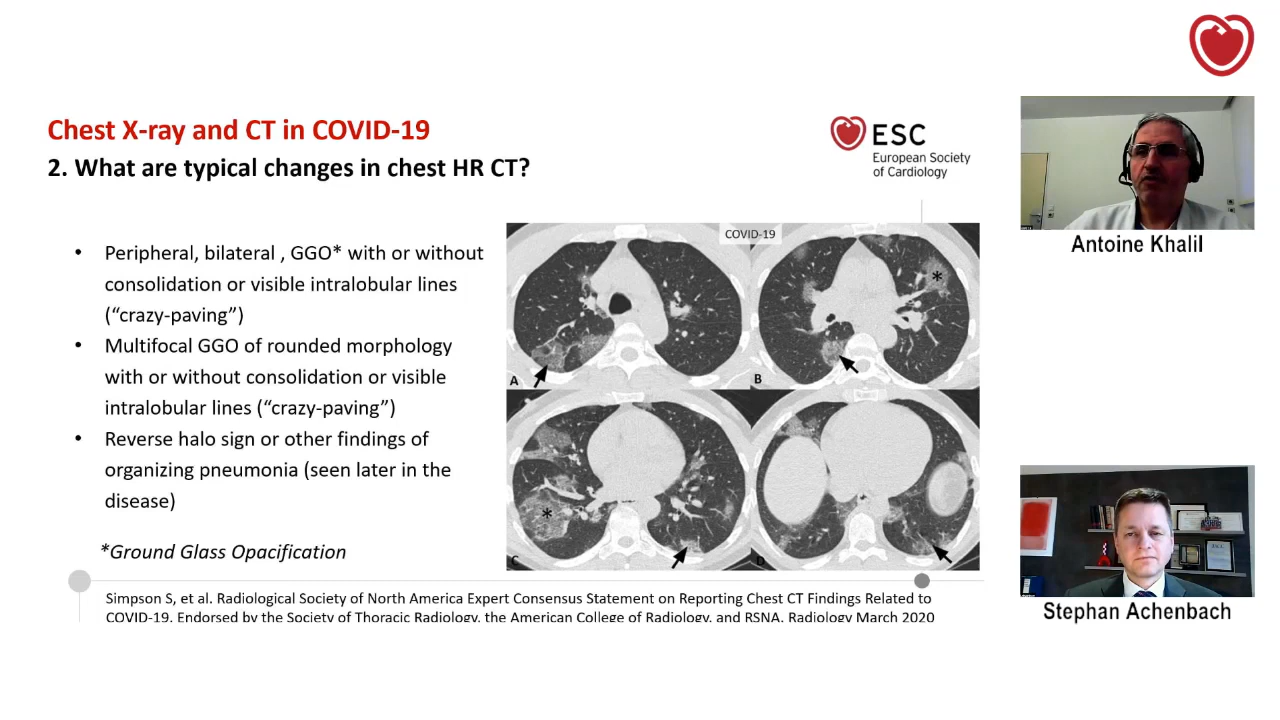 Chest X-ray and CT in COVID-19
2. What are typical changes in chest HR CT?
ESC
European Society
of Cardiology
• Peripheral, bilateral , GGO* with or without
consolidation or visible intralobular lines
(“crazy-paving”)
• Multifocal GGO of rounded morphology
with or without consolidation or visible
intralobular lines (“crazy-paving”)
• Reverse halo sign or other findings of
organizing pneumonia (seen later in the
disease)
*Ground Glass Opacification
COVID-19
*
A
B
*
C
D
Simpson S, et al. Radiological Society of North America Expert Consensus Statement on Reporting Chest CT Findings Related to
COVID-19. Endorsed by the Society of Thoracic Radiology, the American College of Radiology, and RSNA. Radiology March 2020
Antoine Khalil
Stephan Achenbach